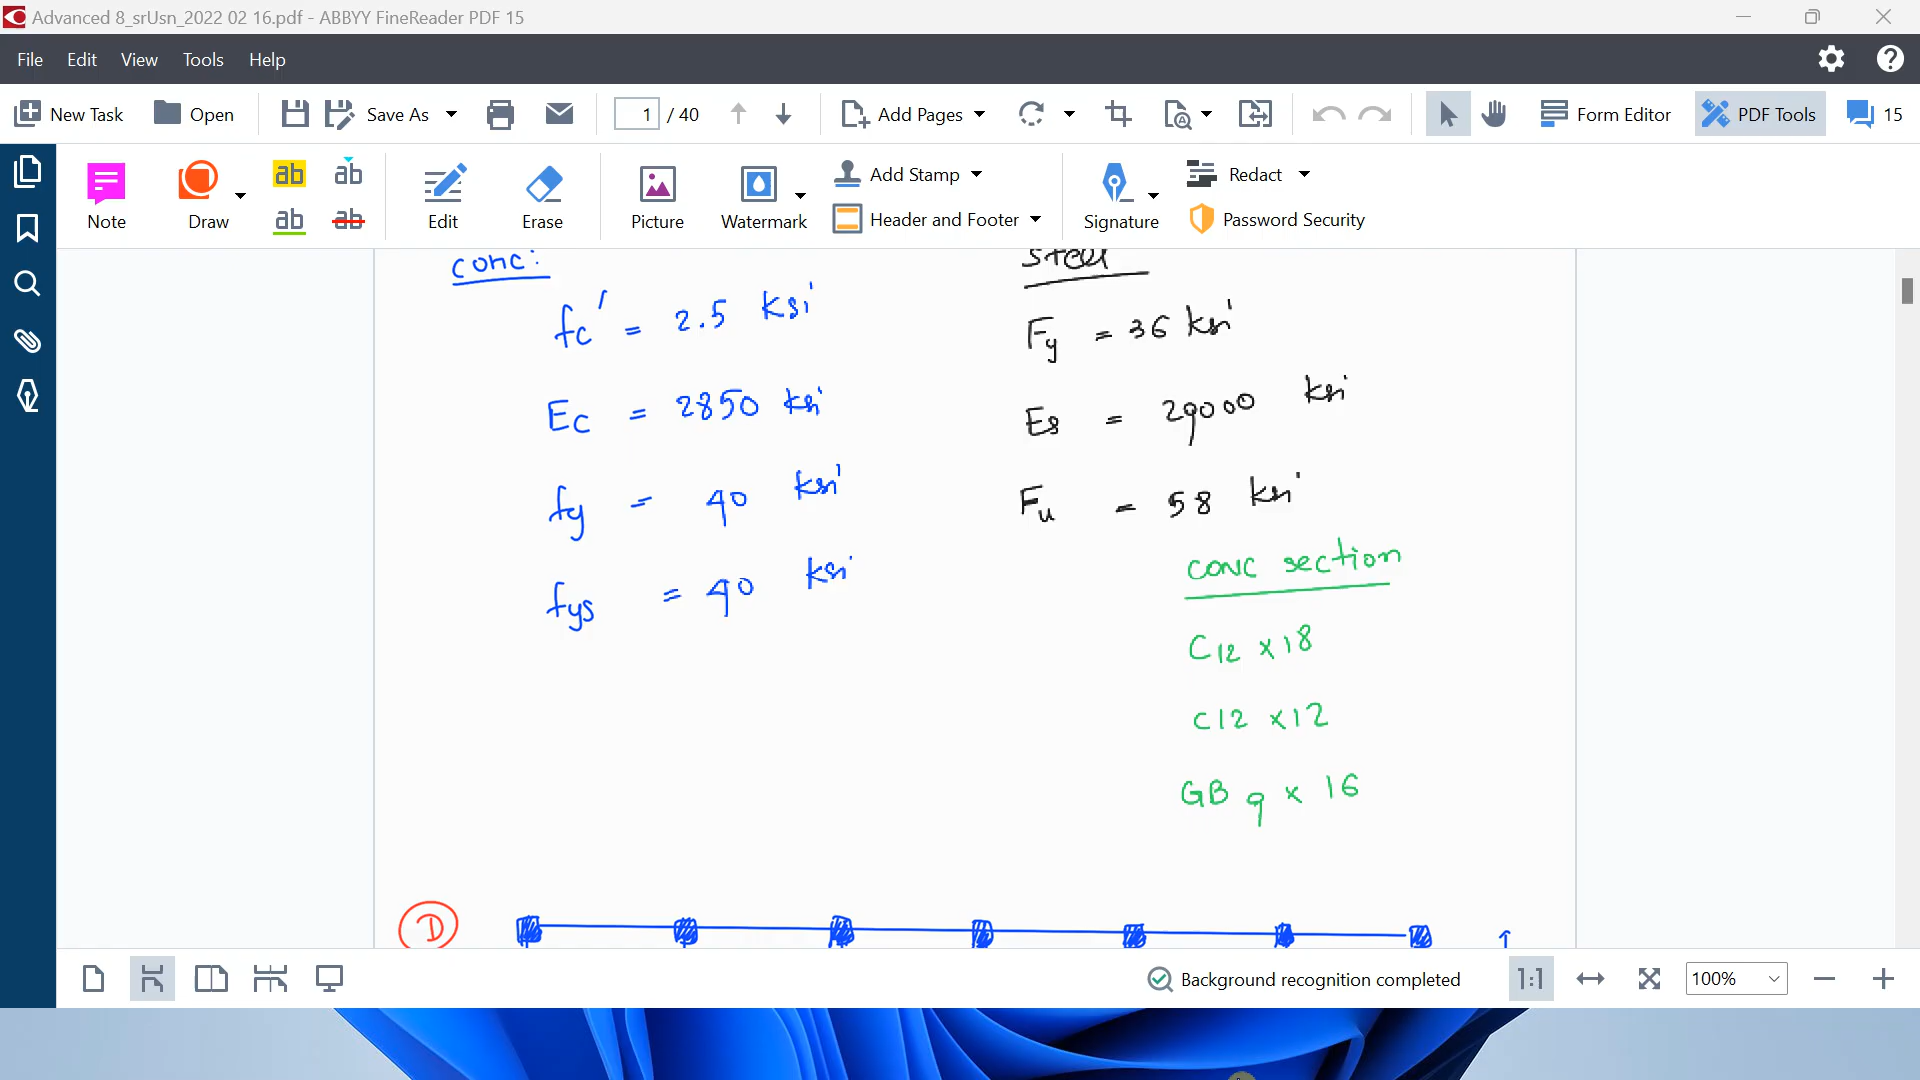 Advanced 8_srUsn_2022 02 16.pdf - ABBYY FineReader PDF 15
File Edit View Tools Help
New Task Open Save As 1 / 40 Add Pages Form Editor PDF Tools 15
Note Draw ab ab ab ab Edit Erase Picture Watermark Add Stamp Header and Footer Signature Redact Password Security
conc:
fc' = 2.5 ksi
Ec = 2850 ksi
fy = 40 ksi
fys = 40 ksi
Steel
Fy = 36 ksi
Es = 29000 ksi
Fu = 58 ksi
conc section
C12 x 18
C12 x 12
GB 9 x 16
D
Background recognition completed 1:1 100%